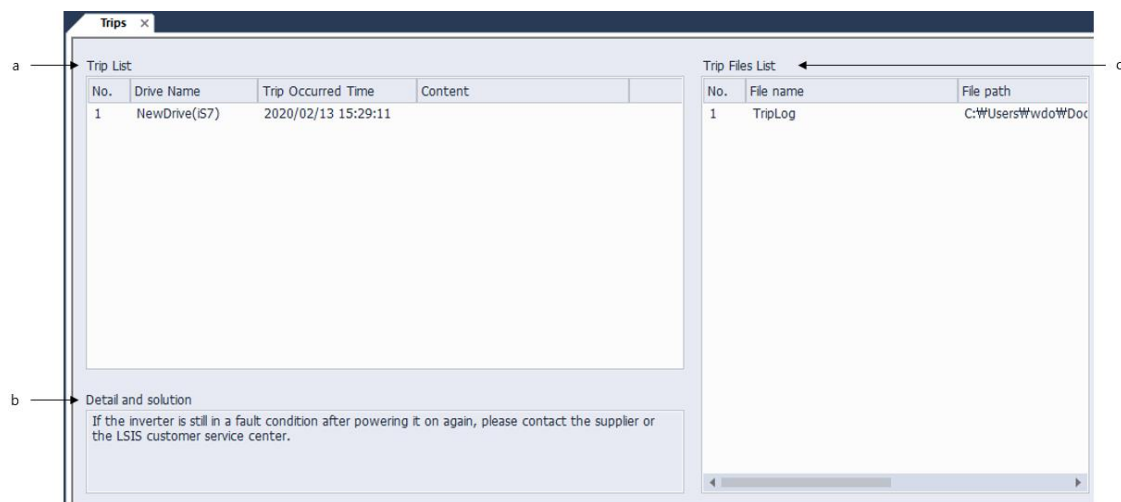 Trips ×
a
Trip List
No. Drive Name Trip Occurred Time Content
1 NewDrive(iS7) 2020/02/13 15:29:11
b
Detail and solution
If the inverter is still in a fault condition after powering it on again, please contact the supplier or
the LSIS customer service center.
Trip Files List
No. File name File path
1 TripLog C:₩Users₩wdo₩Doc